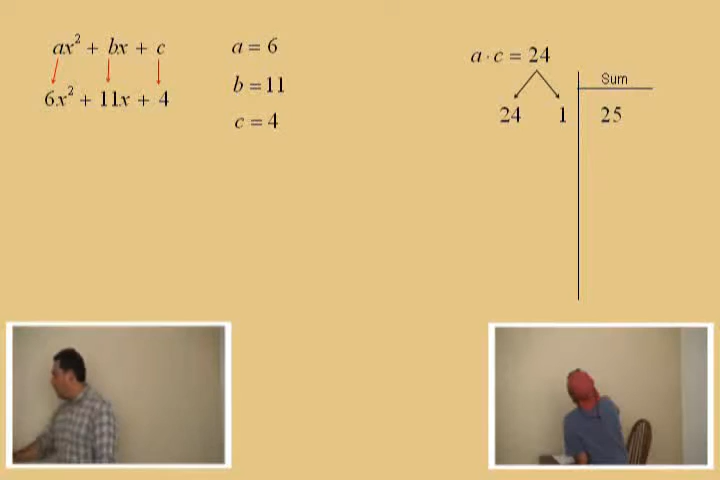 ax² + bx + c
6x² + 11x + 4
a = 6
b = 11
c = 4
a · c = 24
Sum
24 1 25